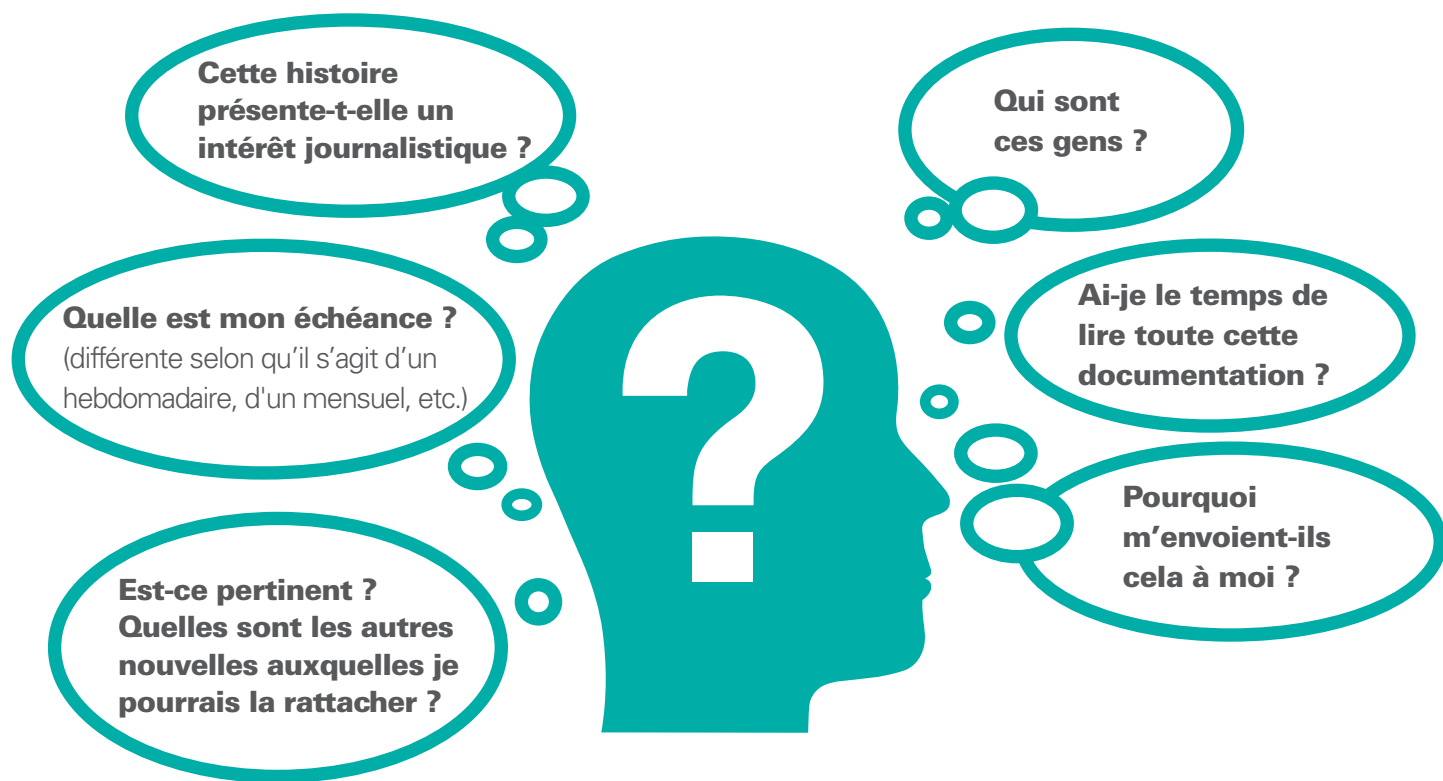 Cette histoire
présente-t-elle un
intérêt journalistique ?
Qui sont
ces gens ?
Quelle est mon échéance ?
(différente selon qu’il s’agit d’un
hebdomadaire, d'un mensuel, etc.)
Ai-je le temps de
lire toute cette
documentation ?
Est-ce pertinent ?
Quelles sont les autres
nouvelles auxquelles je
pourrais la rattacher ?
Pourquoi
m’envoient-ils
cela à moi ?
?